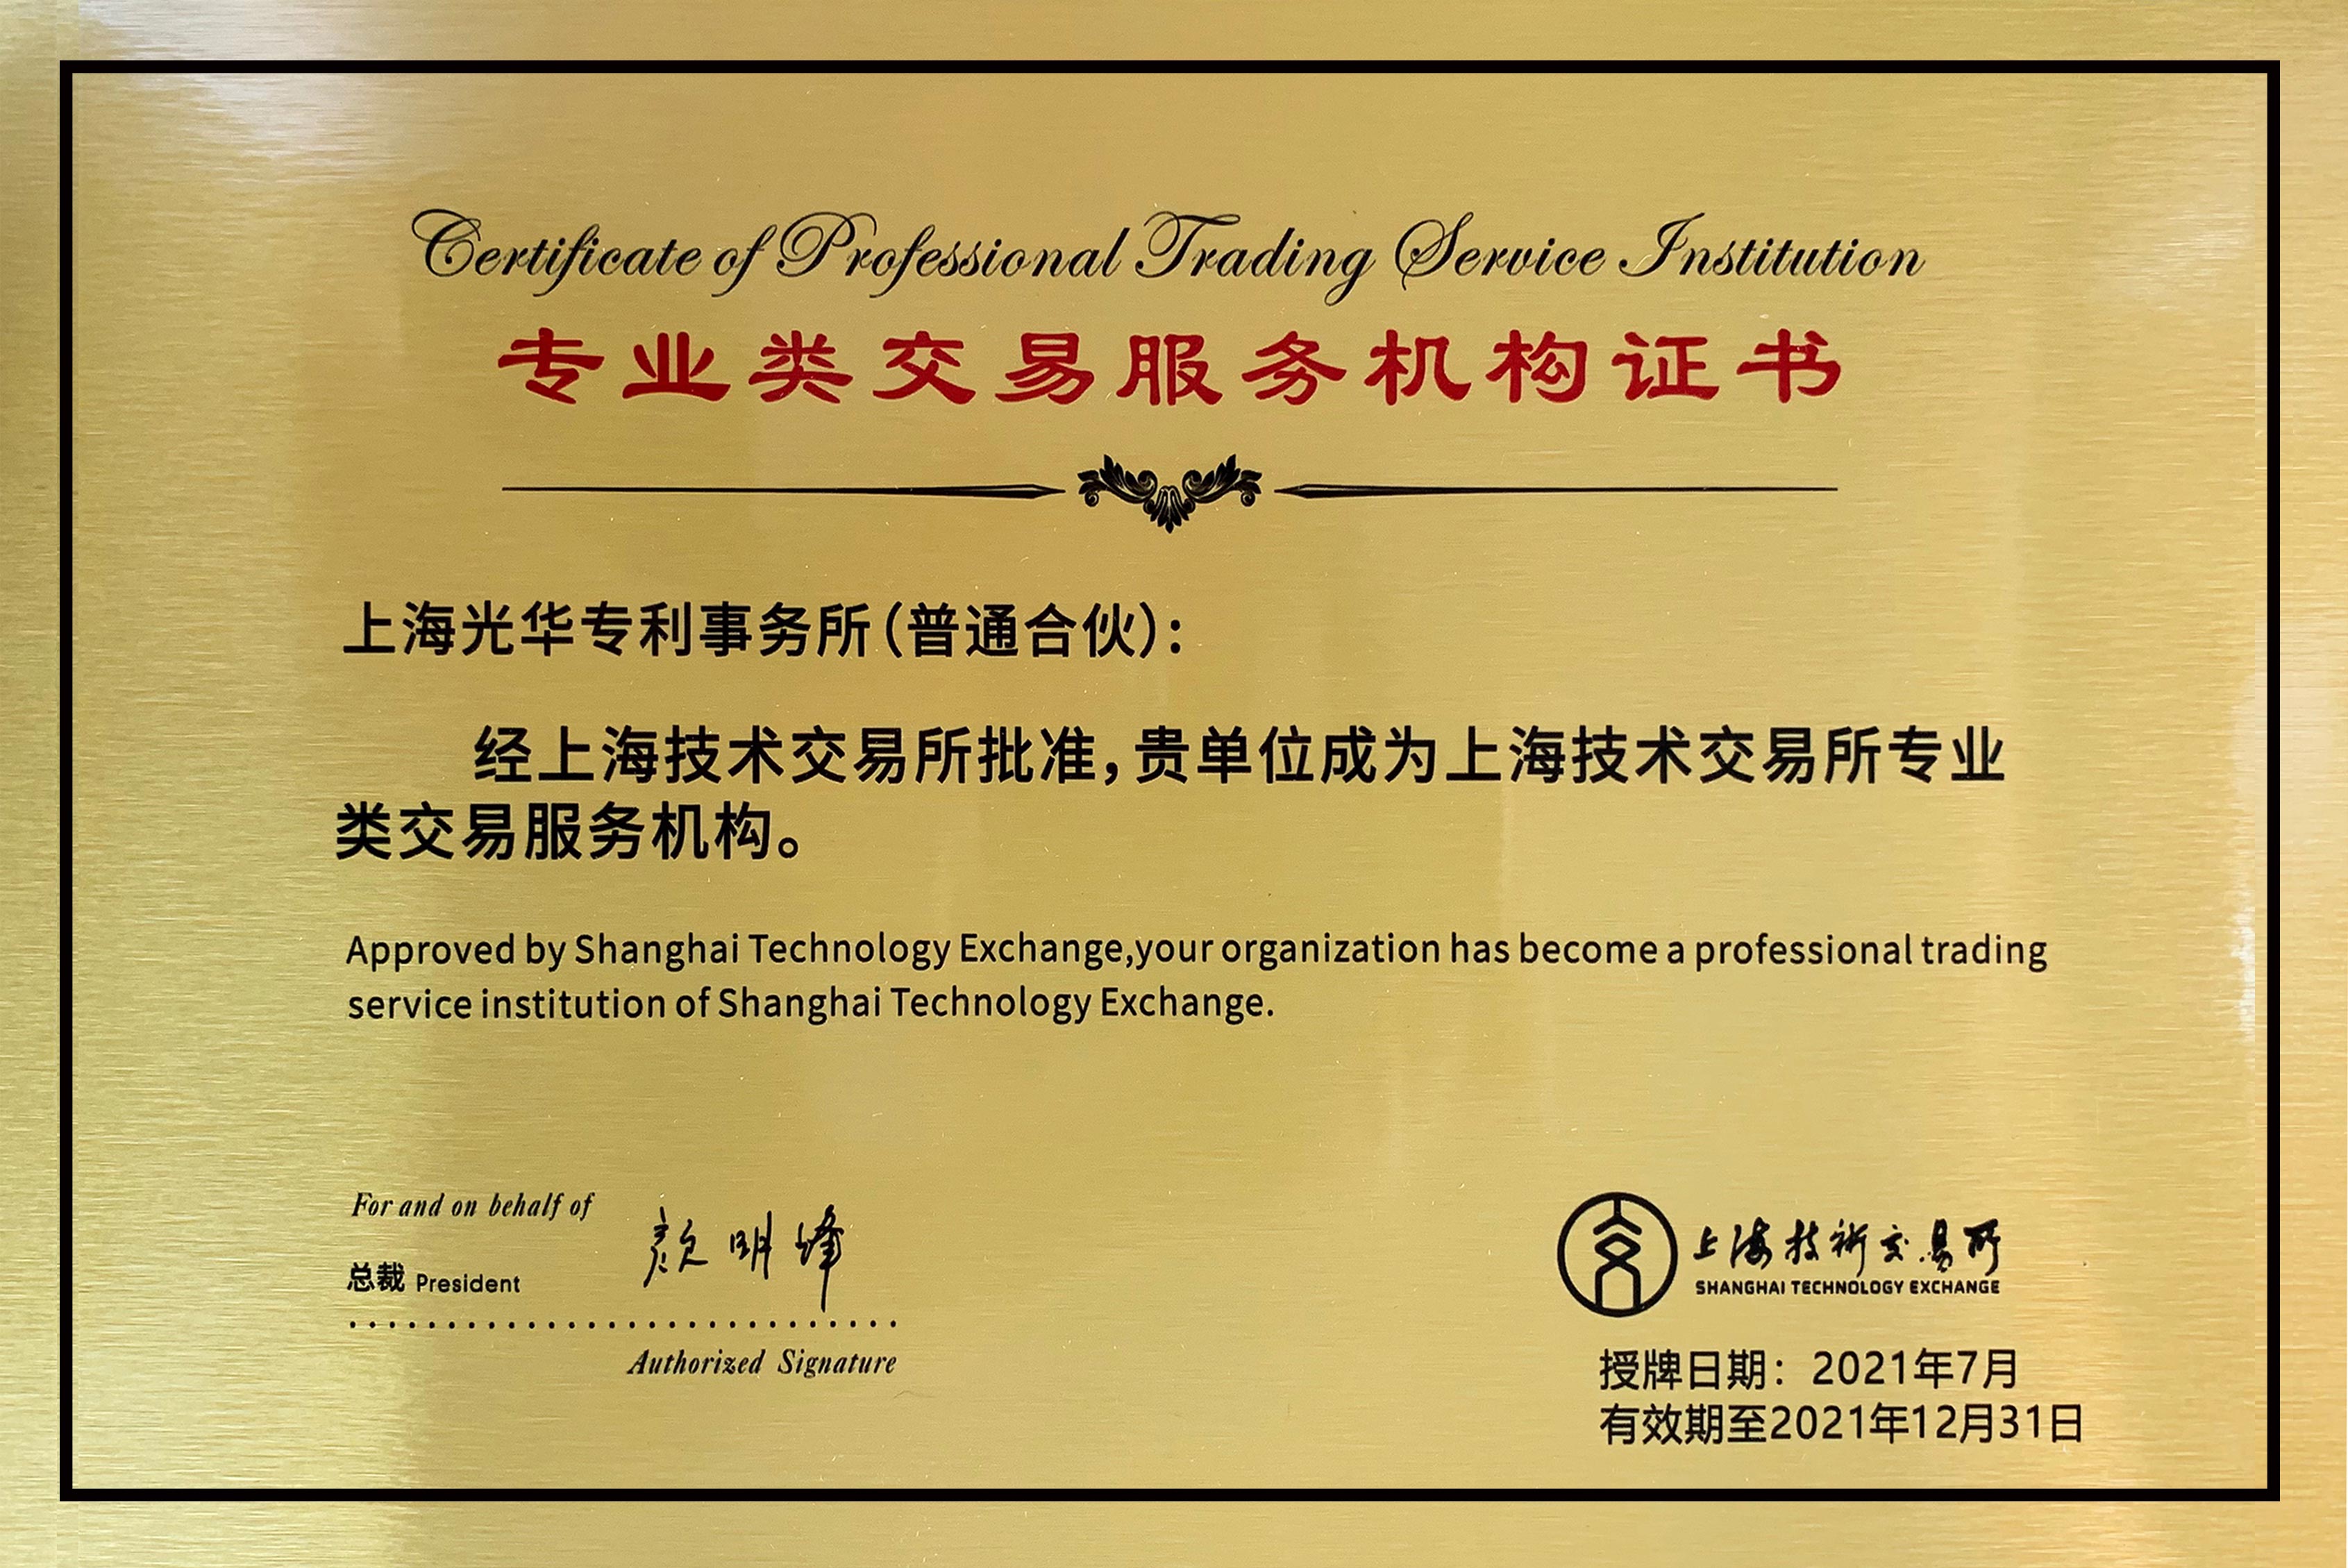 Certificate of Professional Trading Service Institution
专业类交易服务机构证书
上海光华专利事务所(普通合伙):
经上海技术交易所批准,贵单位成为上海技术交易所专业
类交易服务机构。
Approved by Shanghai Technology Exchange,your organization has become a professional trading
service institution of Shanghai Technology Exchange.
For and on behalf of
总裁 President
颜明峰
Authorized Signature
上海技術交易所
SHANGHAI TECHNOLOGY EXCHANGE
授牌日期：2021年7月
有效期至2021年12月31日